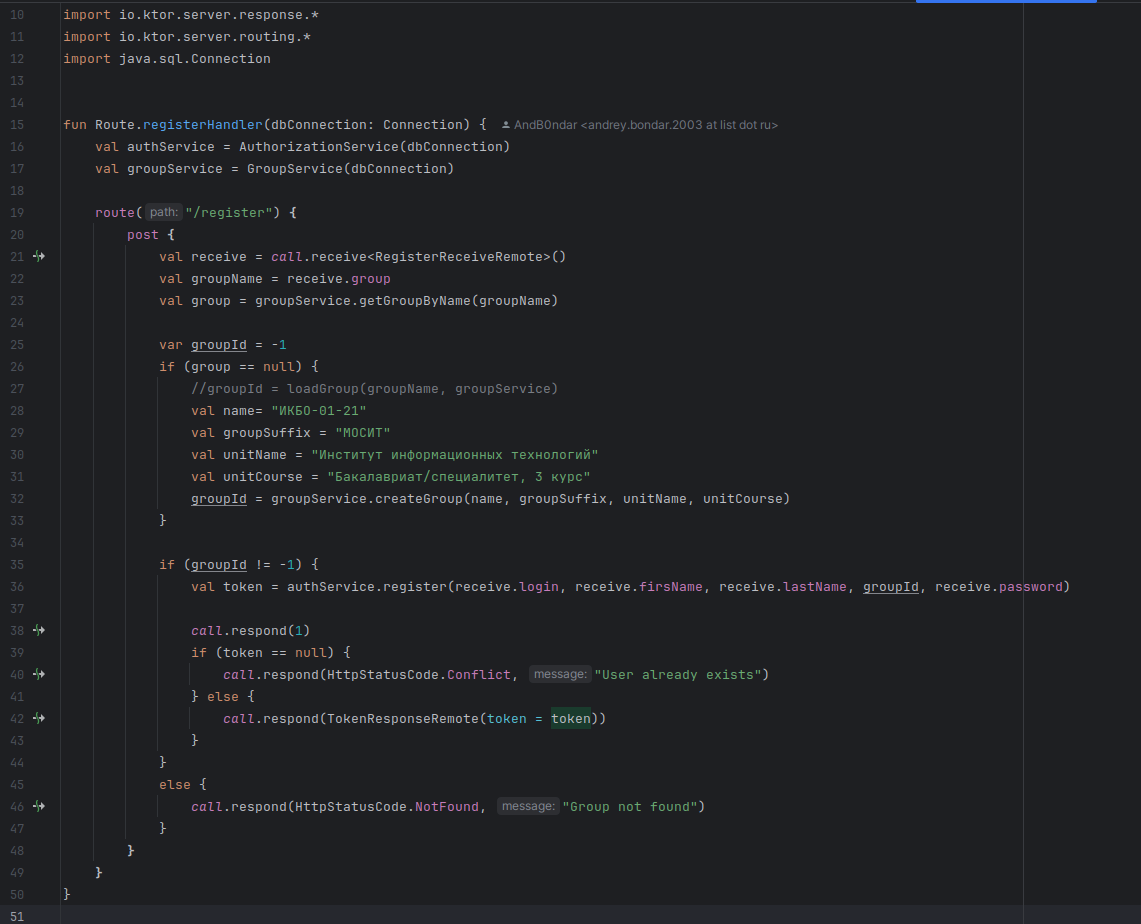 10 import io.ktor.server.response.*
11 import io.ktor.server.routing.*
12 import java.sql.Connection
13
14
15 fun Route.registerHandler(dbConnection: Connection) { AndB0ndar <andrey.bondar.2003 at list dot ru>
16 val authService = AuthorizationService(dbConnection)
17 val groupService = GroupService(dbConnection)
18
19 route( path: "/register") {
20 post {
21 val receive = call.receive<RegisterReceiveRemote>()
22 val groupName = receive.group
23 val group = groupService.getGroupByName(groupName)
24
25 var groupId = -1
26 if (group == null) {
27 //groupId = loadGroup(groupName, groupService)
28 val name= "ИКБО-01-21"
29 val groupSuffix = "МОСИТ"
30 val unitName = "Институт информационных технологий"
31 val unitCourse = "Бакалавриат/специалитет, 3 курс"
32 groupId = groupService.createGroup(name, groupSuffix, unitName, unitCourse)
33 }
34
35 if (groupId != -1) {
36 val token = authService.register(receive.login, receive.firsName, receive.lastName, groupId, receive.password)
37
38 call.respond(1)
39 if (token == null) {
40 call.respond(HttpStatusCode.Conflict, message: "User already exists")
41 } else {
42 call.respond(TokenResponseRemote(token = token))
43 }
44 }
45 else {
46 call.respond(HttpStatusCode.NotFound, message: "Group not found")
47 }
48 }
49 }
50 }
51